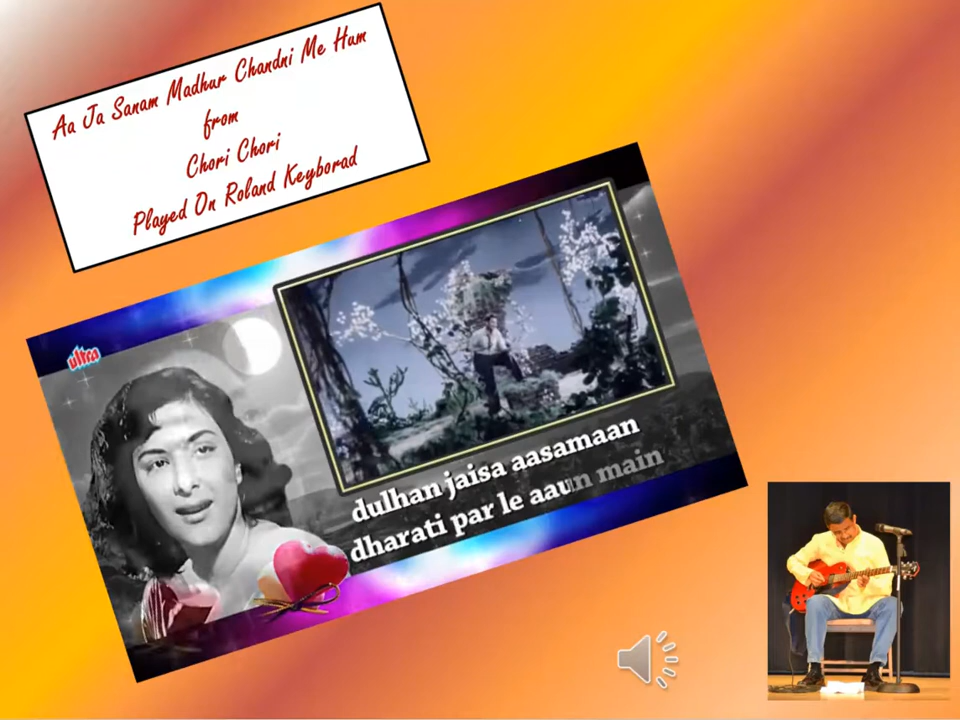 Aa Ja Sanam Madhur Chandni Me Hum
from
Chori Chori
Played On Roland Keyborad
ultra
dulhan jaisa aasamaan
dharati par le aaun main